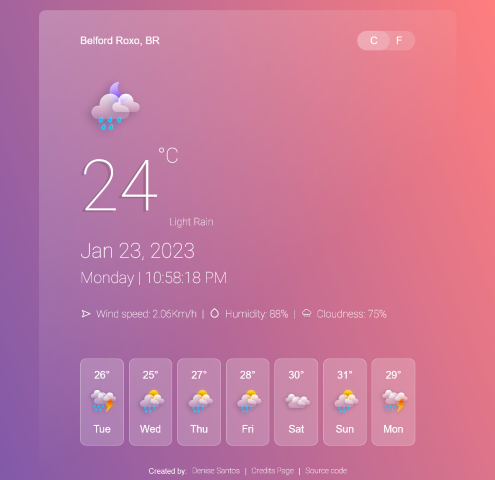 Belford Roxo, BR
C F
24 °C
Light Rain
Jan 23, 2023
Monday | 10:58:18 PM
Wind speed: 2.06Km/h | Humidity: 88% | Cloudness: 75%
26° 25° 27° 28° 30° 31° 29°
Tue Wed Thu Fri Sat Sun Mon
Created by: Denise Santos | Credits Page | Source code